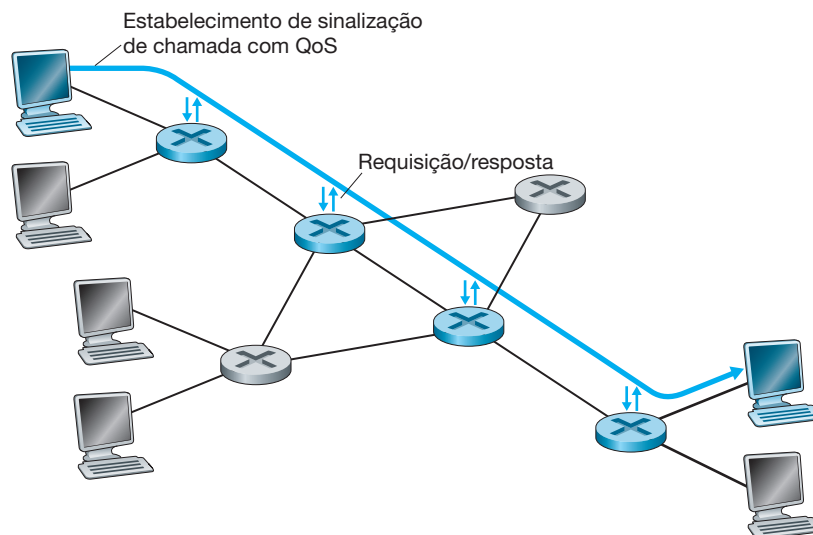 Estabelecimento de sinalização
de chamada com QoS
Requisição/resposta